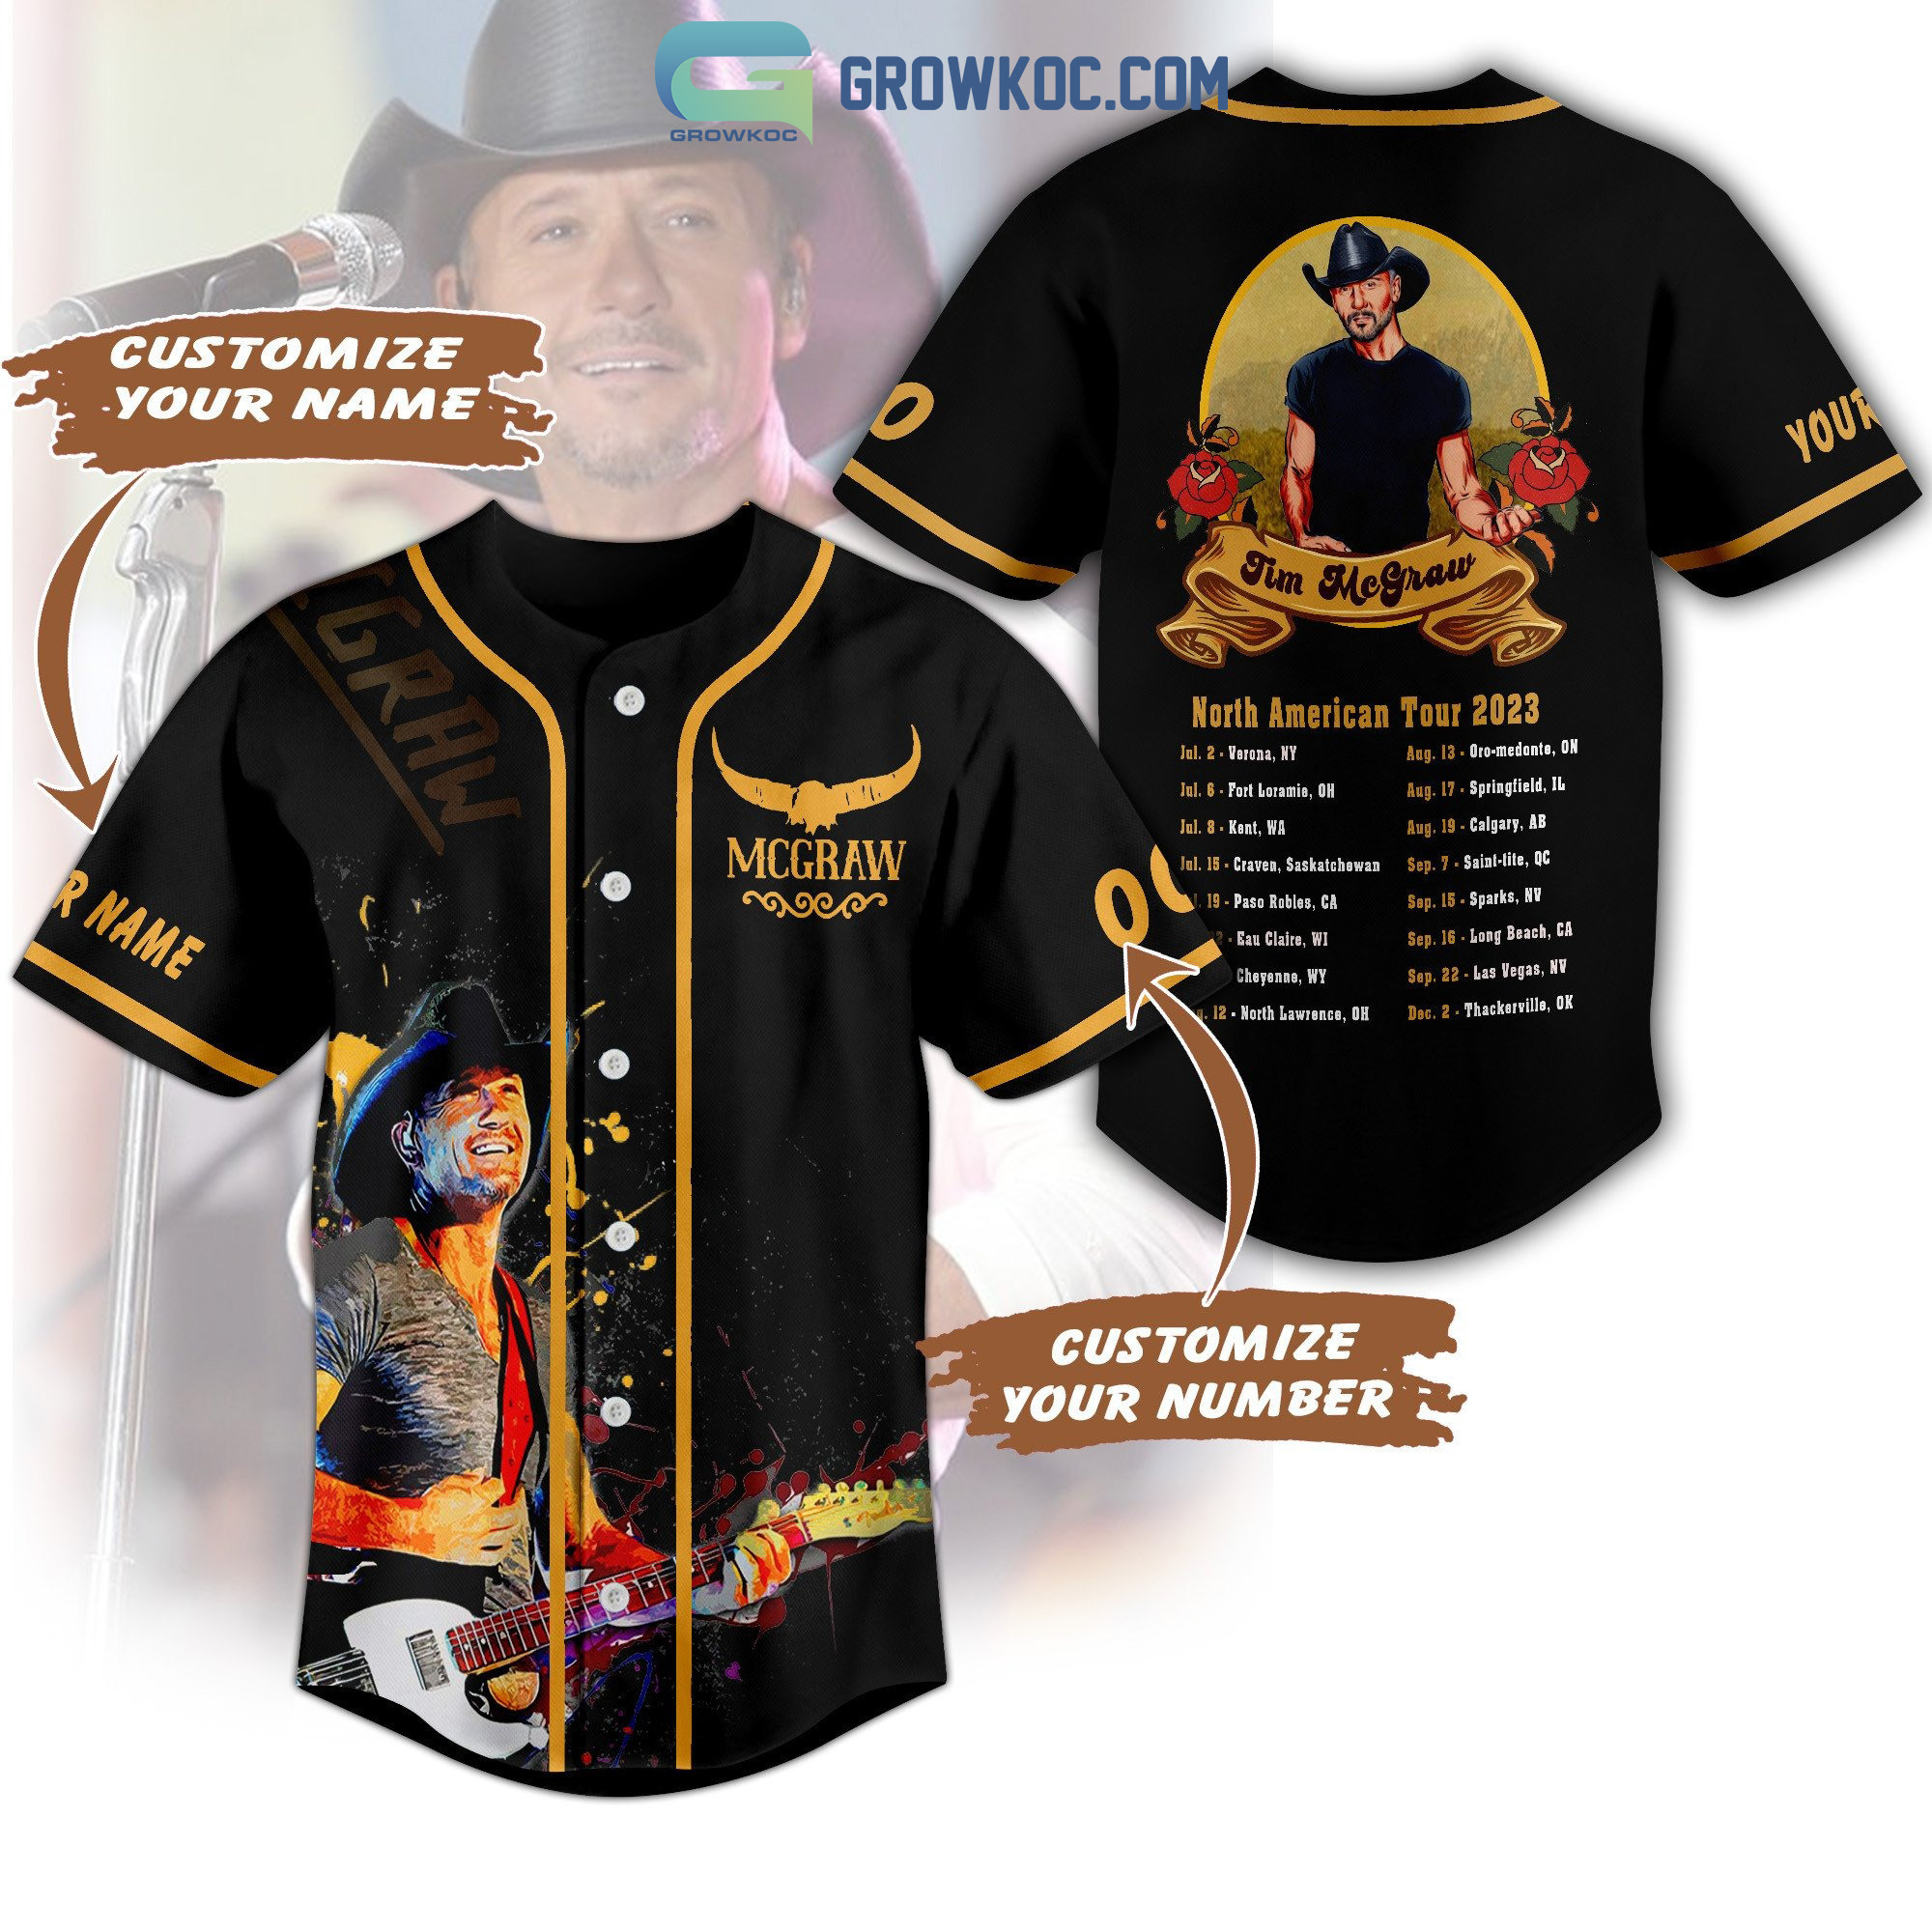 GROWKOC.COM
GROWKOC
CUSTOMIZE
YOUR NAME
YOUR
Tim McGraw
North American Tour 2023
Jul. 2 - Verona, NY
Jul. 6 - Fort Loramie, OH
Jul. 8 - Kent, WA
Jul. 15 - Craven, Saskatchewan
19 - Paso Robles, CA
- Eau Claire, WI
Cheyenne, WY
12 - North Lawrence, OH
Aug. 13 - Oro-medonte, ON
Aug. 17 - Springfield, IL
Aug. 19 - Calgary, AB
Sep. 7 - Saint-tite, QC
Sep. 15 - Sparks, NV
Sep. 16 - Long Beach, CA
Sep. 22 - Las Vegas, NV
Dec. 2 - Thackerville, OK
CGRAW
MCGRAW
R NAME
00
0
CUSTOMIZE
YOUR NUMBER